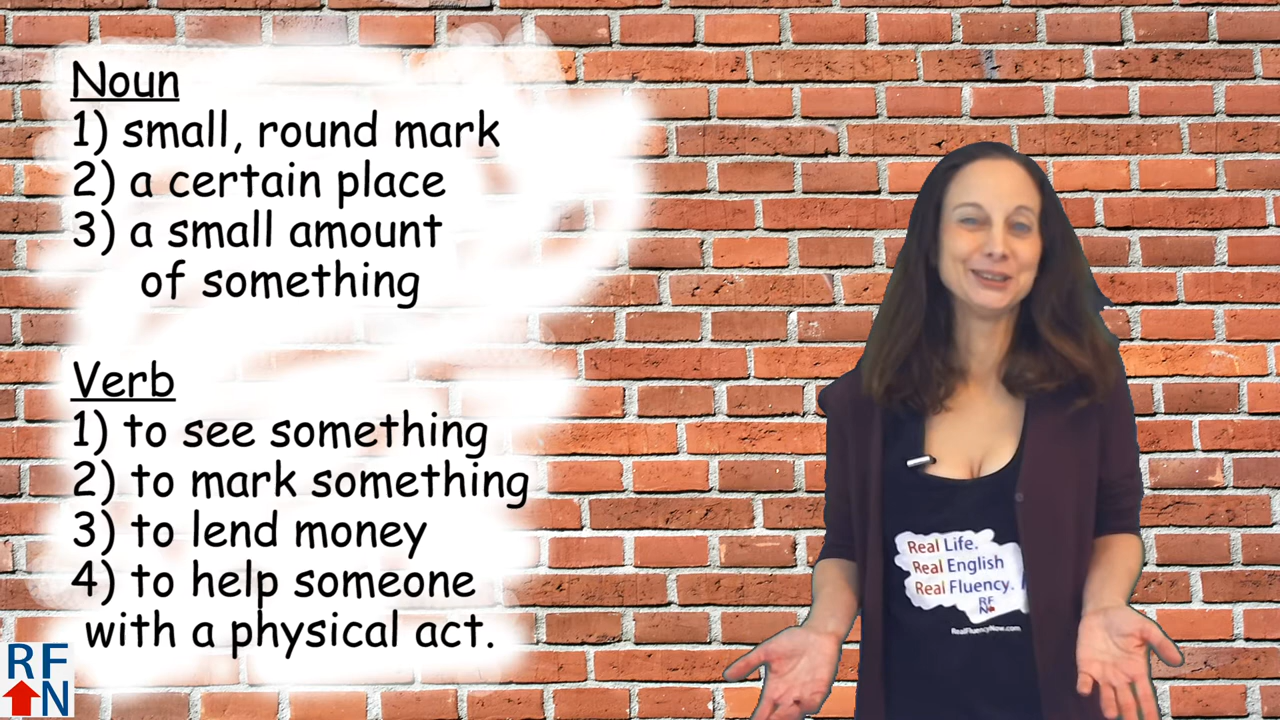 Noun
1) small, round mark
2) a certain place
3) a small amount
of something
Verb
1) to see something
2) to mark something
3) to lend money
4) to help someone
with a physical act.
Real Life.
Real English
Real Fluency.
RF
N
RealFluencyNow.com
RF
N